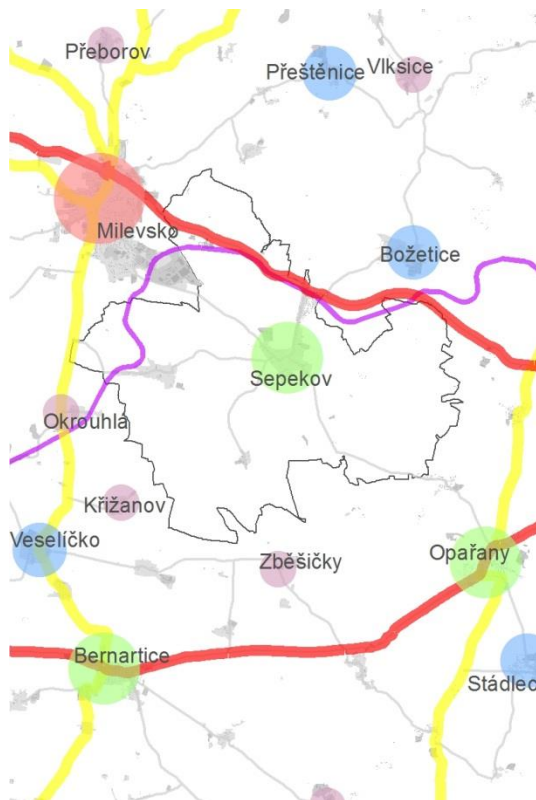 Přeborov
Přeštěnice
Vlksice
Milevsko
Božetice
Sepekov
Okrouhlá
Křižanov
Veselíčko
Zběšičky
Opařany
Bernartice
Stádlec